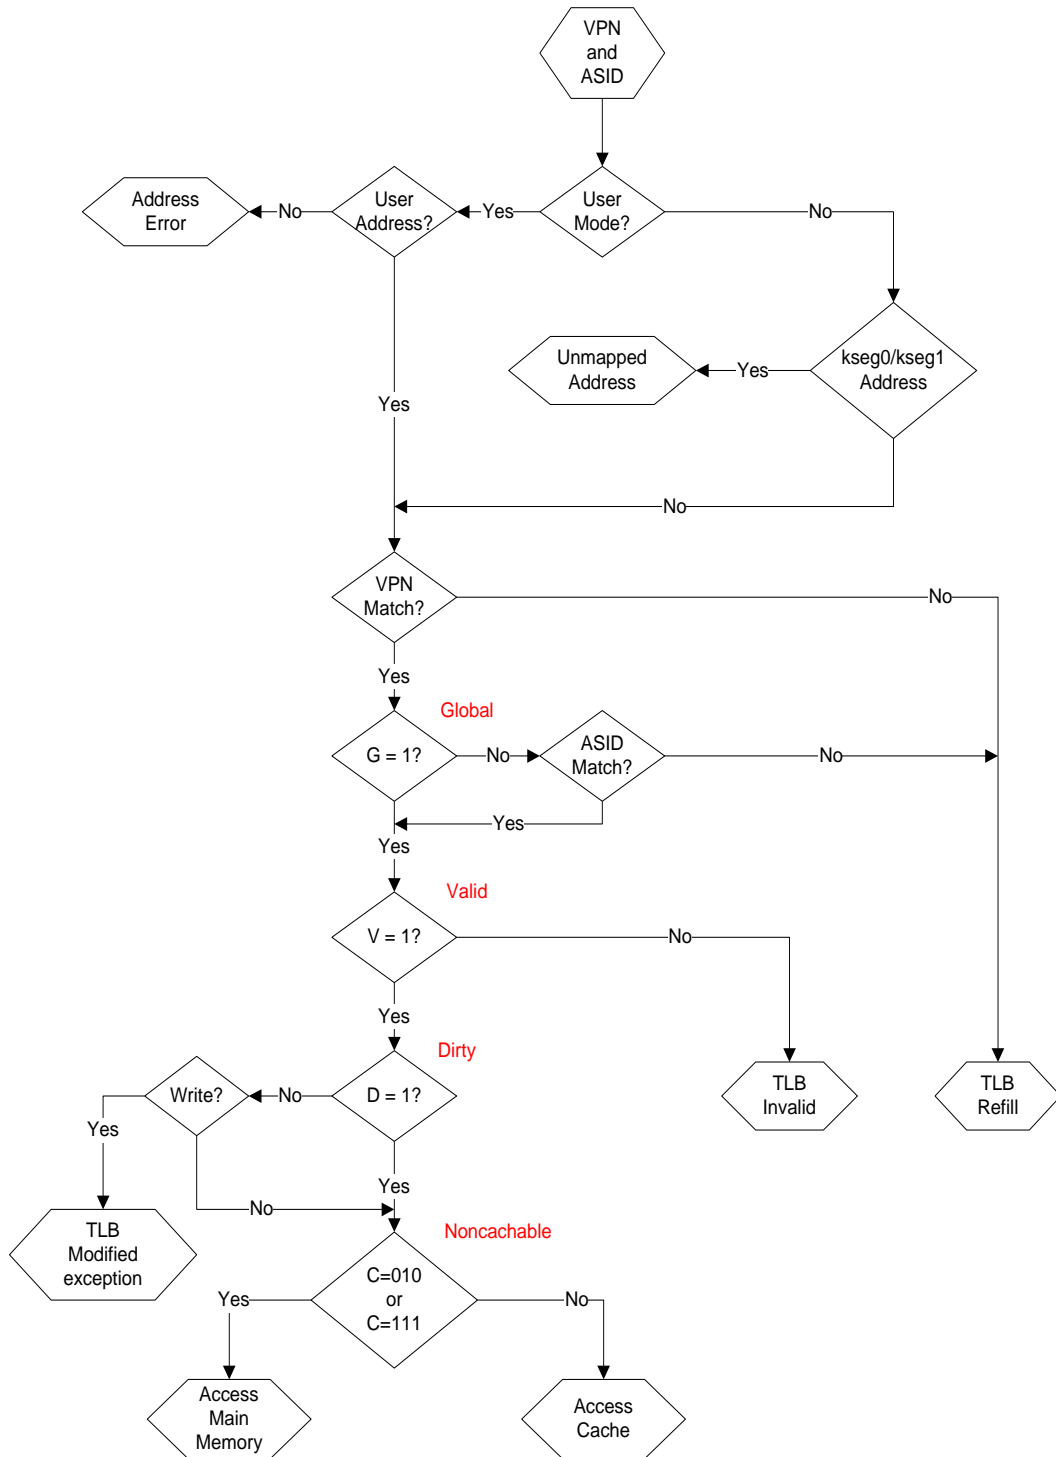 VPN
and
ASID
Address
Error
No
User
Address?
Yes
User
Mode?
No
Unmapped
Address
Yes
kseg0/kseg1
Address
Yes
No
VPN
Match?
No
Yes
Global
G = 1?
No
ASID
Match?
No
Yes
Yes
Valid
V = 1?
No
Yes
Dirty
Write?
No
D = 1?
TLB
Invalid
TLB
Refill
Yes
Yes
No
TLB
Modified
exception
Noncachable
C=010
or
C=111
Yes
No
Access
Main
Memory
Access
Cache